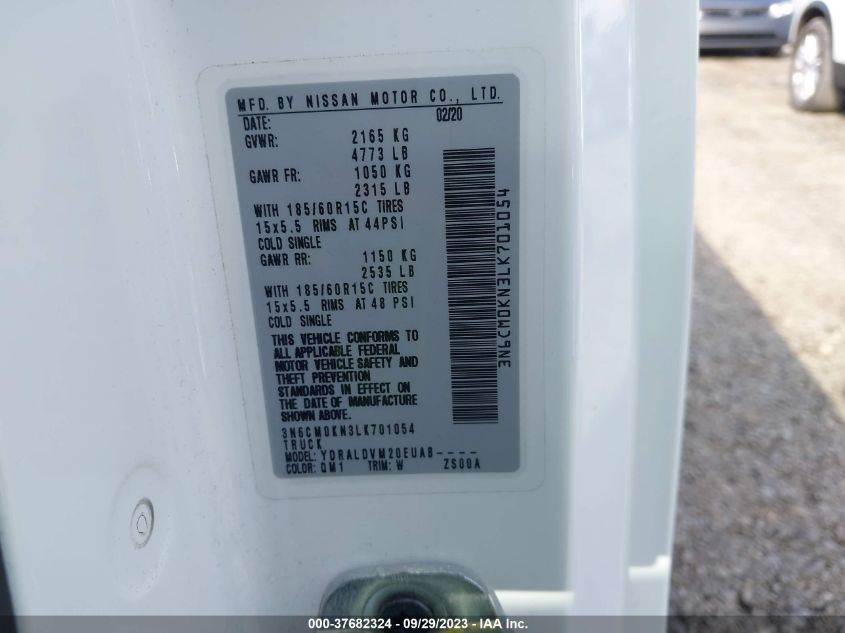 MFD. BY NISSAN MOTOR CO., LTD.
DATE: 02/20
GVWR: 2165 KG
4773 LB
GAWR FR: 1050 KG
2315 LB
WITH 185/60R15C TIRES
15x5.5 RIMS AT 44PSI
COLD SINGLE
GAWR RR: 1150 KG
2535 LB
WITH 185/60R15C TIRES
15x5.5 RIMS AT 48 PSI
COLD SINGLE
THIS VEHICLE CONFORMS TO
ALL APPLICABLE FEDERAL
MOTOR VEHICLE SAFETY AND
THEFT PREVENTION
STANDARDS IN EFFECT ON
THE DATE OF MANUFACTURE
SHOWN ABOVE.
3N6CM0KN3LK701054
TRUCK
MODEL: YDRALDVM20EUAB----
COLOR: QM1 TRIM: W ZS00A
3N6CM0KN3LK701054
000-37682324 / 09/29/2023 - IAA Inc.